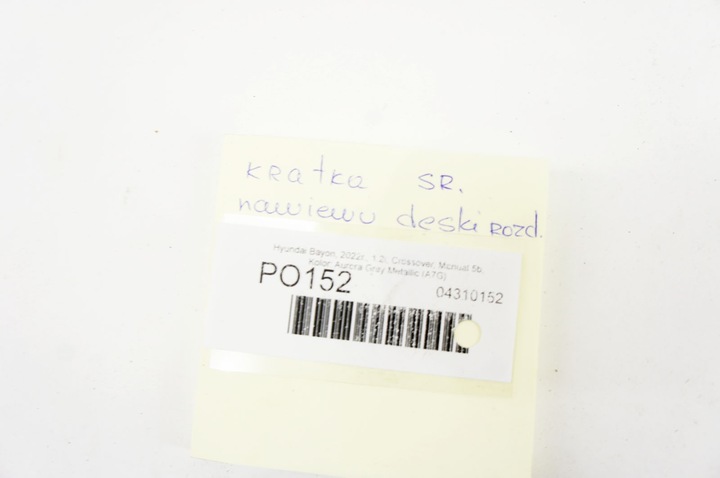 kratka SR.
nawiewu deski rozd.
Hyundai Bayon, 2022r., 1.2i, Crossover, Manual 5b,
Kolor: Aurora Gray Metallic (A7G)
PO152
04310152